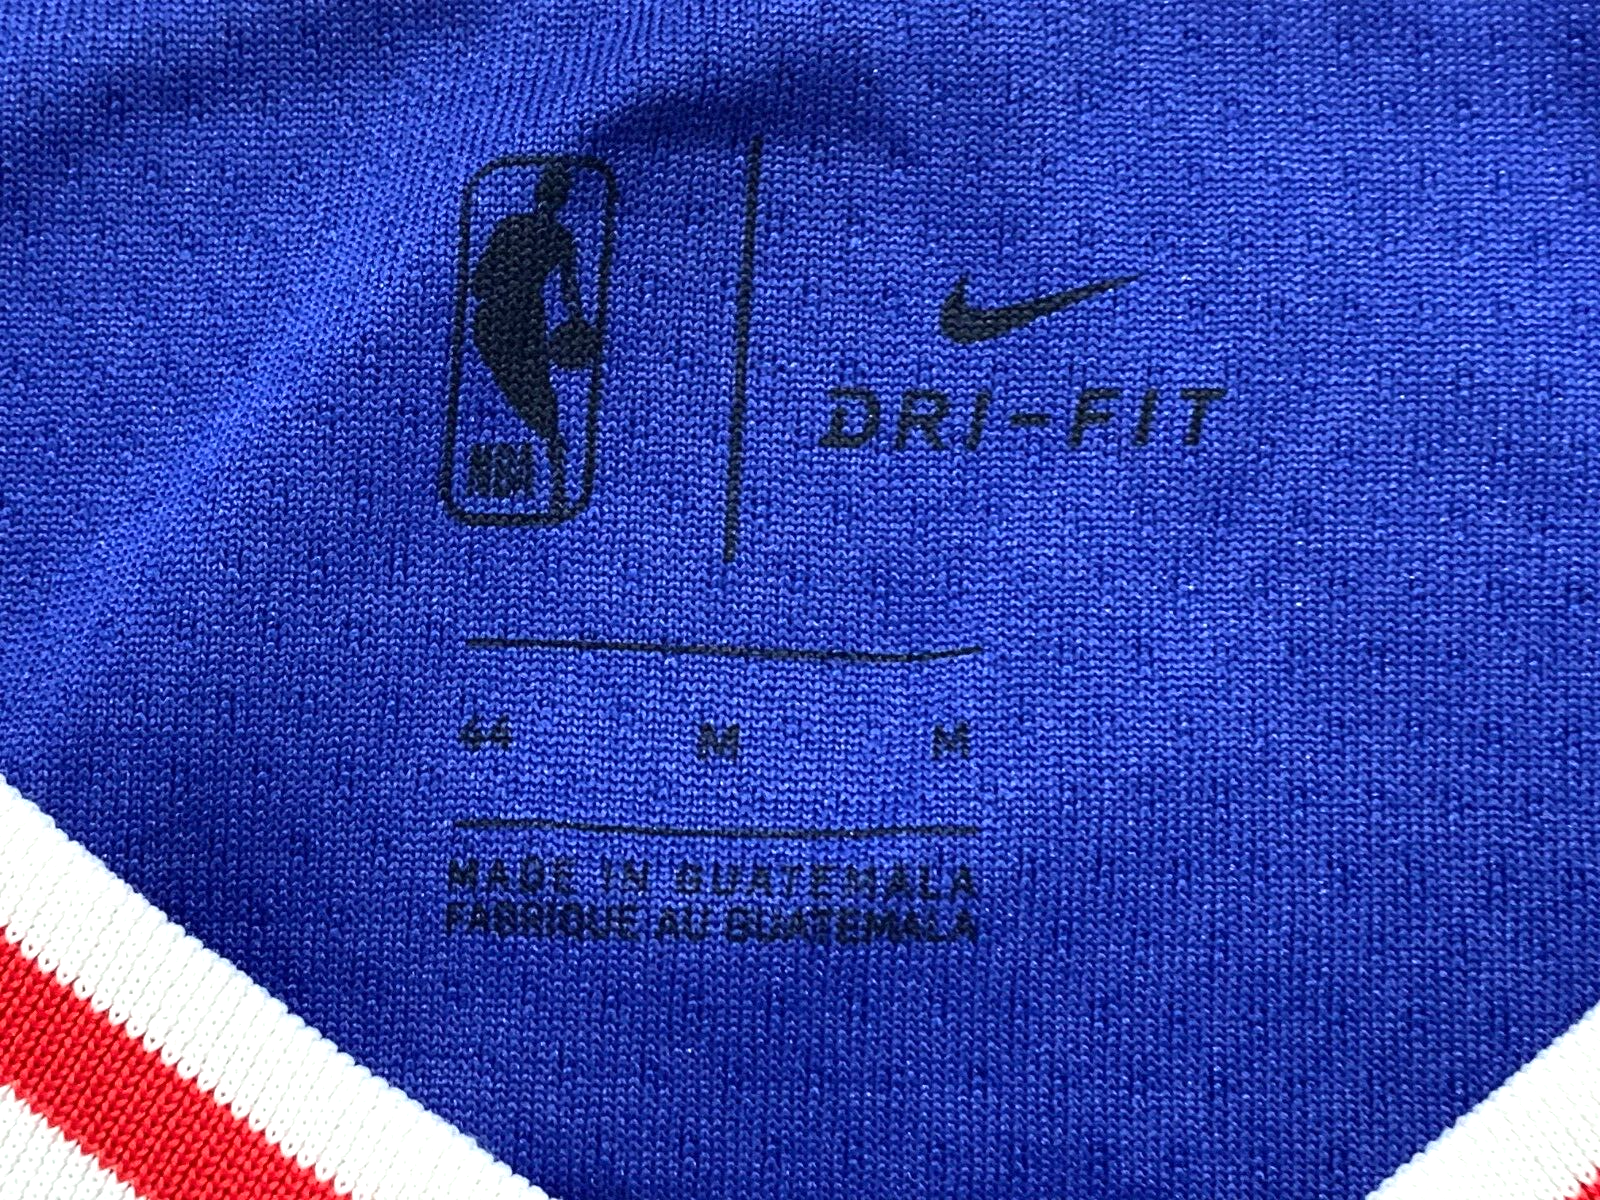 NBA
DRI-FIT
44 M M
MADE IN GUATEMALA
FABRIQUE AU GUATEMALA